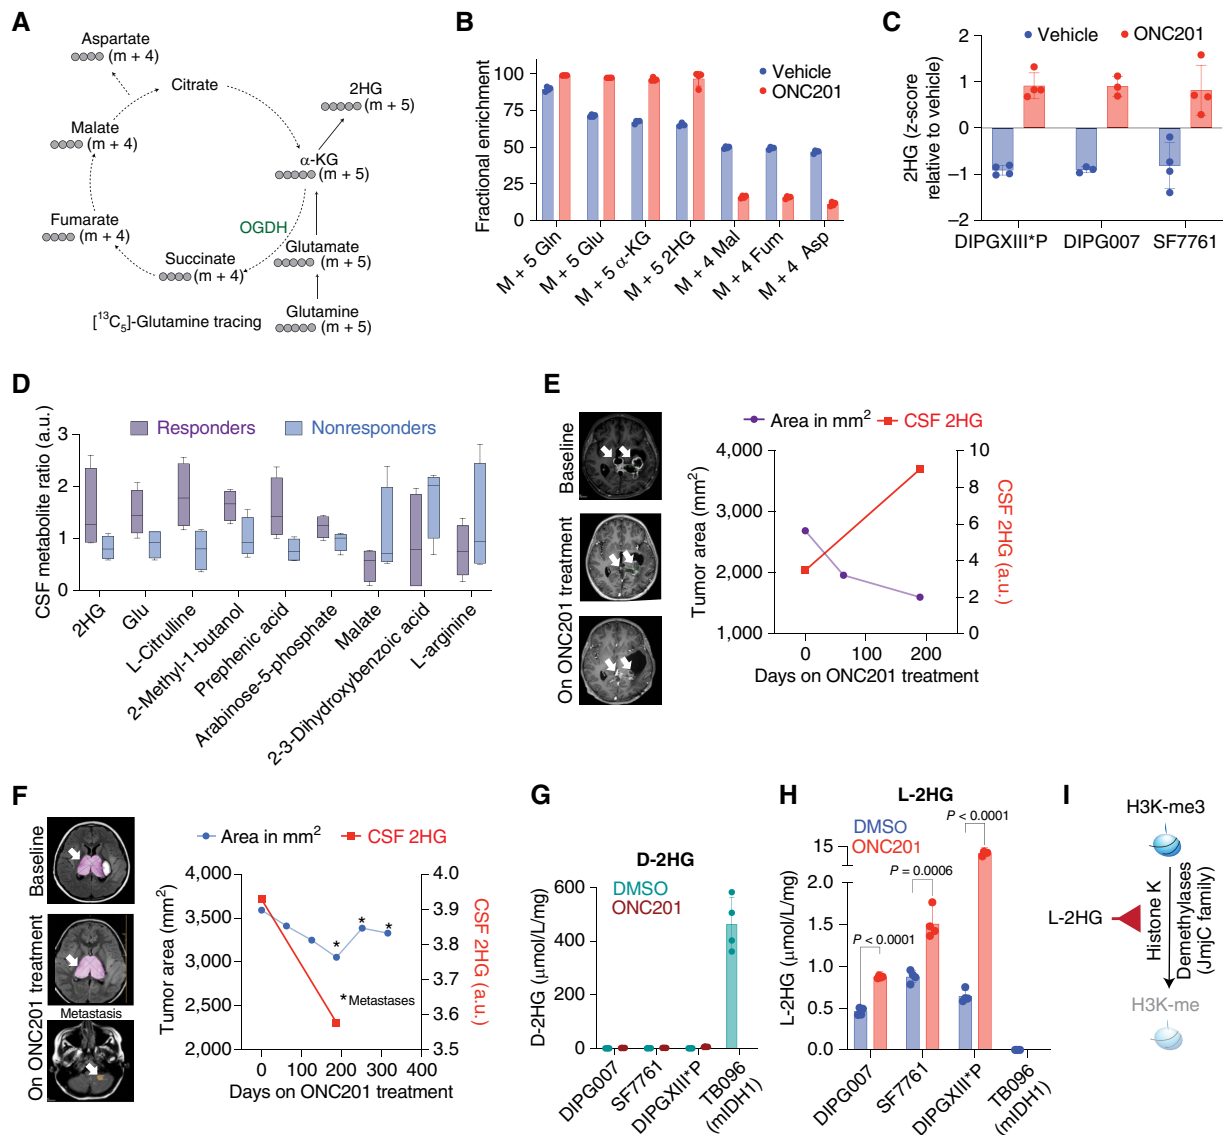 A
Aspartate
(m + 4)
Citrate
2HG
(m + 5)
Malate
(m + 4)
α-KG
(m + 5)
Fumarate
(m + 4)
OGDH
Glutamate
(m + 5)
Succinate
(m + 4)
Glutamine
(m + 5)
[¹³C₅]-Glutamine tracing
B
Fractional enrichment
Vehicle
ONC201
100
75
50
25
0
M + 5 Gln
M + 5 Glu
M + 5 α-KG
M + 5 2HG
M + 4 Mal
M + 4 Fum
M + 4 Asp
C
Vehicle
ONC201
2HG (z-score
relative to vehicle)
2
1
0
−1
−2
DIPGXIII*P
DIPG007
SF7761
D
Responders
Nonresponders
CSF metabolite ratio (a.u.)
3
2
1
0
2HG
Glu
L-Citrulline
2-Methyl-1-butanol
Prephenic acid
Arabinose-5-phosphate
Malate
2-3-Dihydroxybenzoic acid
L-arginine
E
Baseline
On ONC201 treatment
Area in mm²
CSF 2HG
Tumor area (mm²)
4,000
3,000
2,000
1,000
10
8
6
4
2
0
CSF 2HG (a.u.)
0
100
200
Days on ONC201 treatment
F
Baseline
On ONC201 treatment
Metastasis
Area in mm²
CSF 2HG
Tumor area (mm²)
4,000
3,500
3,000
2,500
2,000
4.0
3.9
3.8
3.7
3.6
3.5
CSF 2HG (a.u.)
*
*
*
*Metastases
0
100
200
300
400
Days on ONC201 treatment
G
D-2HG
DMSO
ONC201
D-2HG (μmol/L/mg)
600
400
200
0
DIPG007
SF7761
DIPGXIII*P
TB096
(mIDH1)
H
L-2HG
DMSO
ONC201
L-2HG (μmol/L/mg)
15
2.0
1.5
1.0
0.5
0.0
P < 0.0001
P = 0.0006
P < 0.0001
DIPG007
SF7761
DIPGXIII*P
TB096
(mIDH1)
I
H3K-me3
L-2HG
Histone K
Demethylases
(JmjC family)
H3K-me